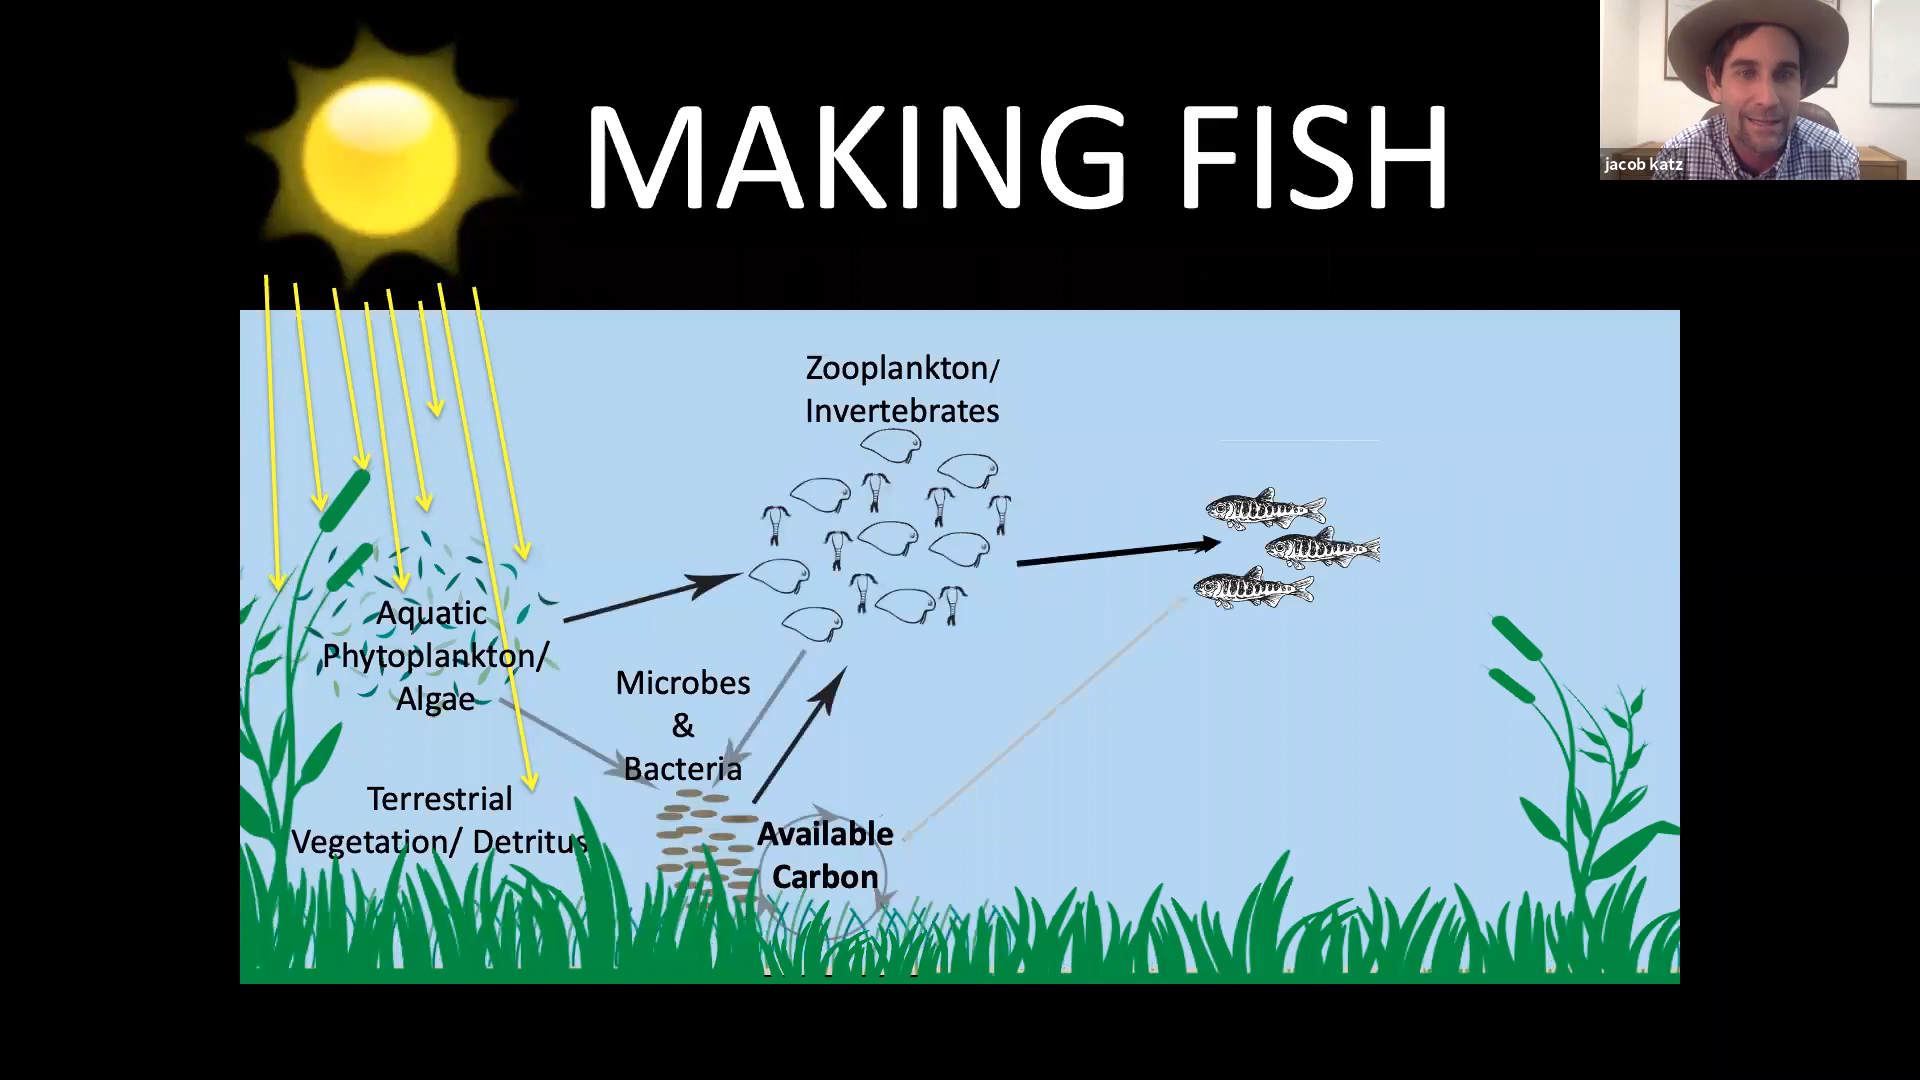 MAKING FISH
jacob katz
Zooplankton/
Invertebrates
Aquatic
Phytoplankton/
Algae
Microbes
&
Bacteria
Terrestrial
Vegetation/ Detritus
Available
Carbon